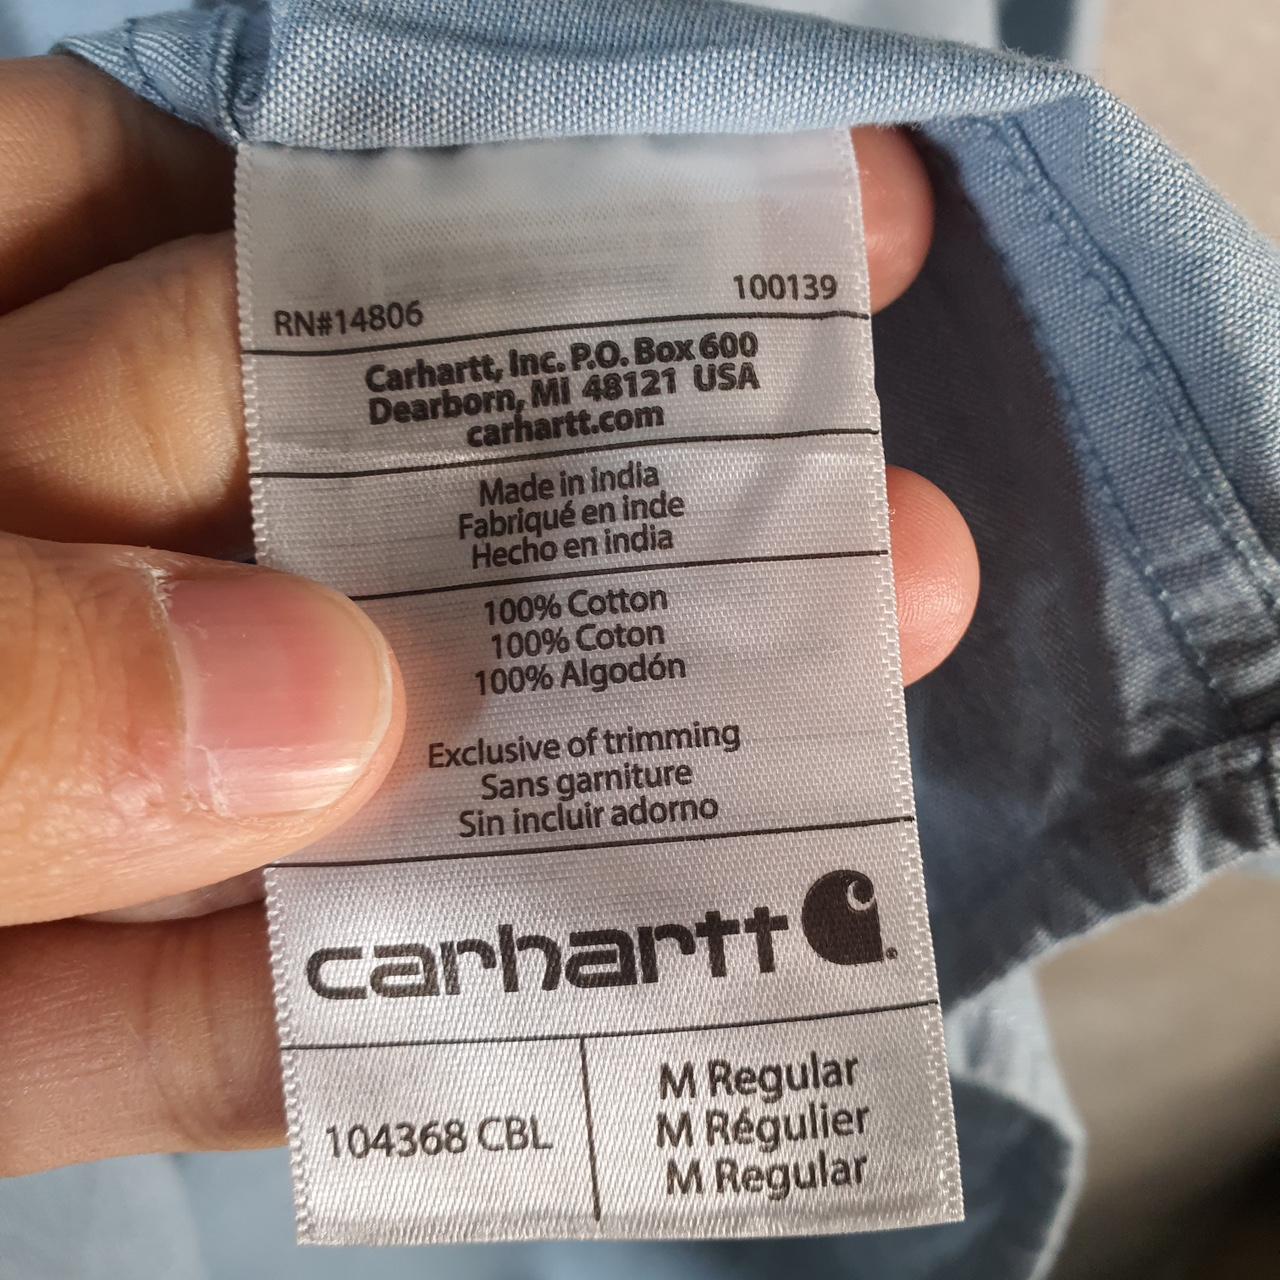 RN#14806 100139
Carhartt, Inc. P.O. Box 600
Dearborn, MI 48121 USA
carhartt.com
Made in india
Fabriqué en inde
Hecho en india
100% Cotton
100% Coton
100% Algodón
Exclusive of trimming
Sans garniture
Sin incluir adorno
carhartt
104368 CBL
M Regular
M Régulier
M Regular